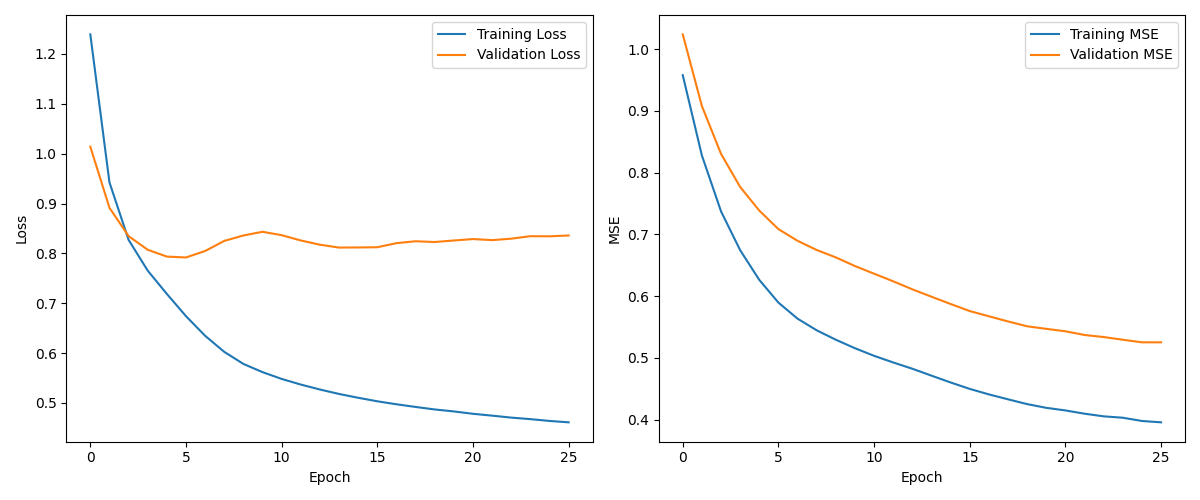 Training Loss
Validation Loss
1.2
1.1
1.0
0.9
0.8
0.7
0.6
0.5
Loss
0 5 10 15 20 25
Epoch
Training MSE
Validation MSE
1.0
0.9
0.8
0.7
0.6
0.5
0.4
MSE
0 5 10 15 20 25
Epoch